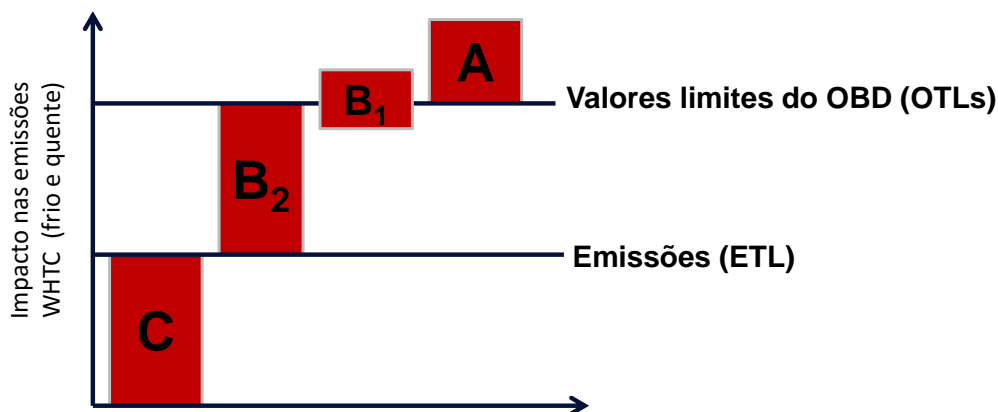 A
B₁
Valores limites do OBD (OTLs)
B₂
Emissões (ETL)
C
Impacto nas emissões
WHTC (frio e quente)